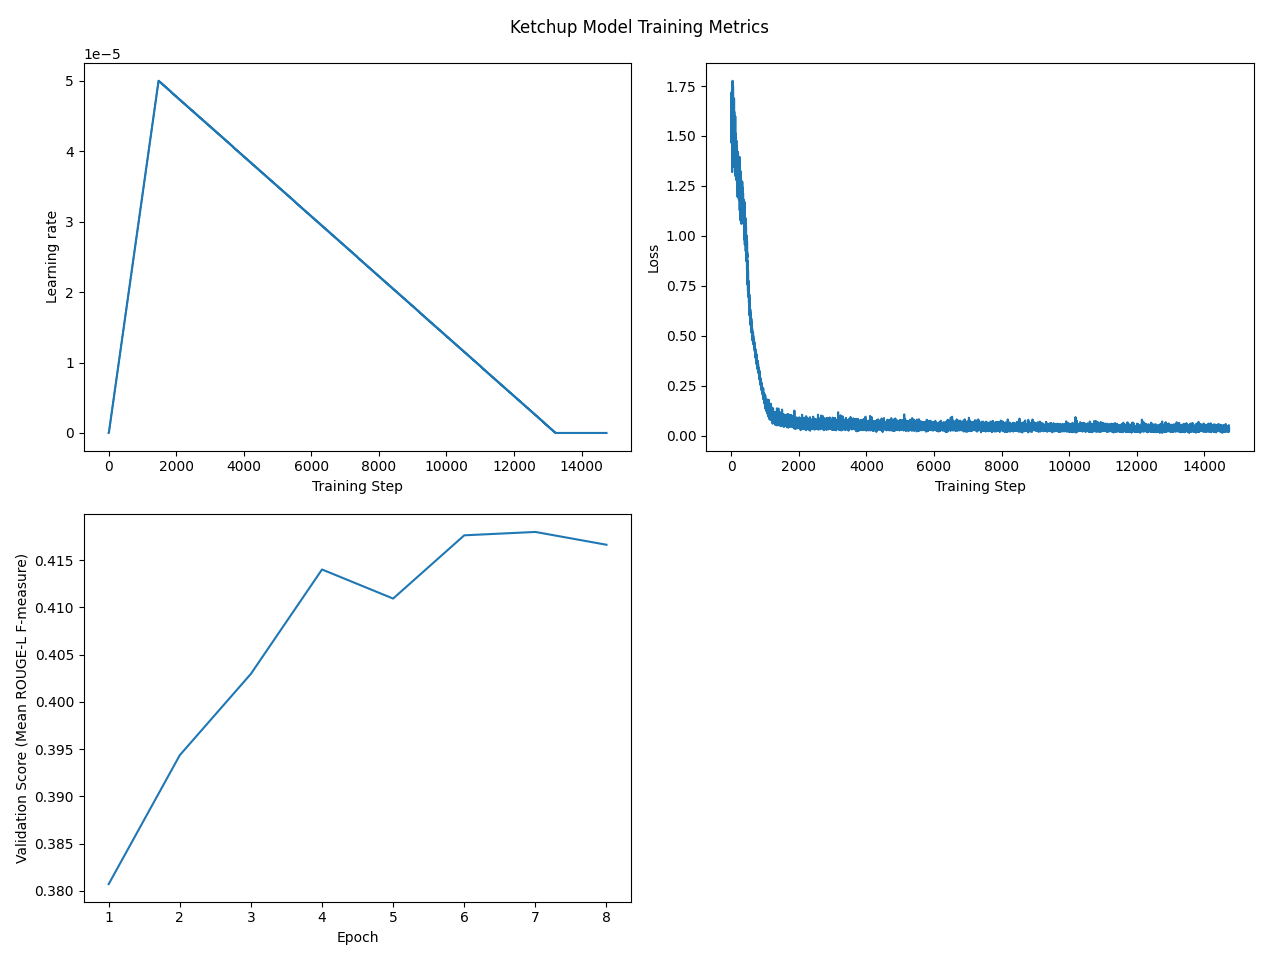 Ketchup Model Training Metrics
1e−5
5
4
3
2
1
0
Learning rate
0 2000 4000 6000 8000 10000 12000 14000
Training Step
1.75
1.50
1.25
1.00
0.75
0.50
0.25
0.00
Loss
0 2000 4000 6000 8000 10000 12000 14000
Training Step
0.415
0.410
0.405
0.400
0.395
0.390
0.385
0.380
Validation Score (Mean ROUGE-L F-measure)
1 2 3 4 5 6 7 8
Epoch